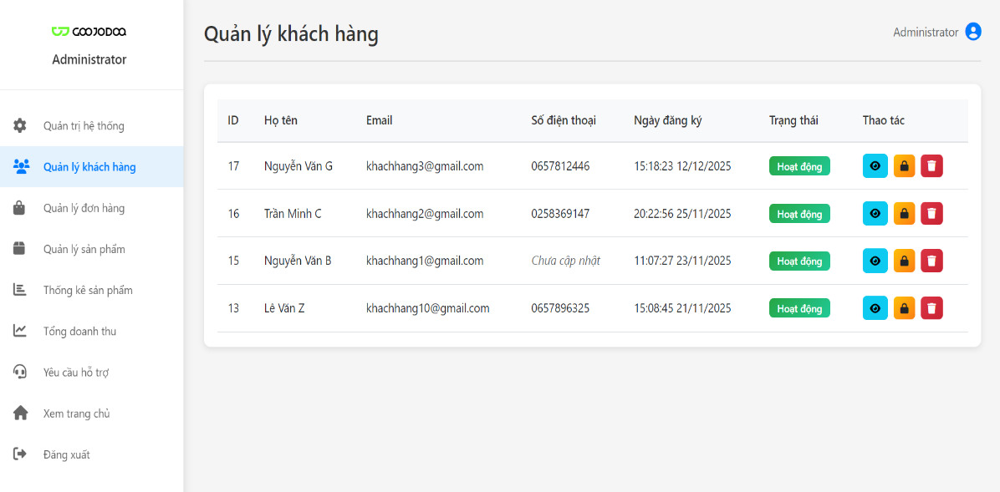 GOOJODOQ
Administrator
Quản trị hệ thống
Quản lý khách hàng
Quản lý đơn hàng
Quản lý sản phẩm
Thống kê sản phẩm
Tổng doanh thu
Yêu cầu hỗ trợ
Xem trang chủ
Đăng xuất
Quản lý khách hàng
Administrator
ID Họ tên Email Số điện thoại Ngày đăng ký Trạng thái Thao tác
17 Nguyễn Văn G khachhang3@gmail.com 0657812446 15:18:23 12/12/2025 Hoạt động
16 Trần Minh C khachhang2@gmail.com 0258369147 20:22:56 25/11/2025 Hoạt động
15 Nguyễn Văn B khachhang1@gmail.com Chưa cập nhật 11:07:27 23/11/2025 Hoạt động
13 Lê Văn Z khachhang10@gmail.com 0657896325 15:08:45 21/11/2025 Hoạt động